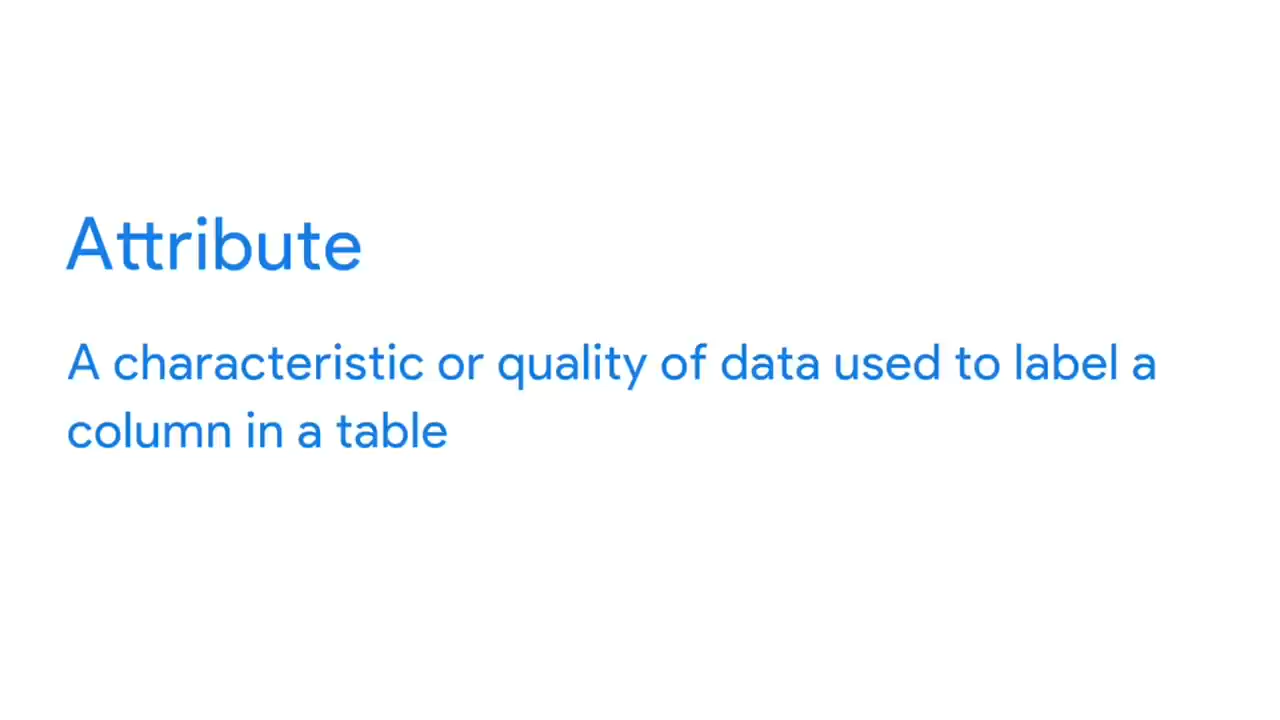 Attribute
A characteristic or quality of data used to label a
column in a table